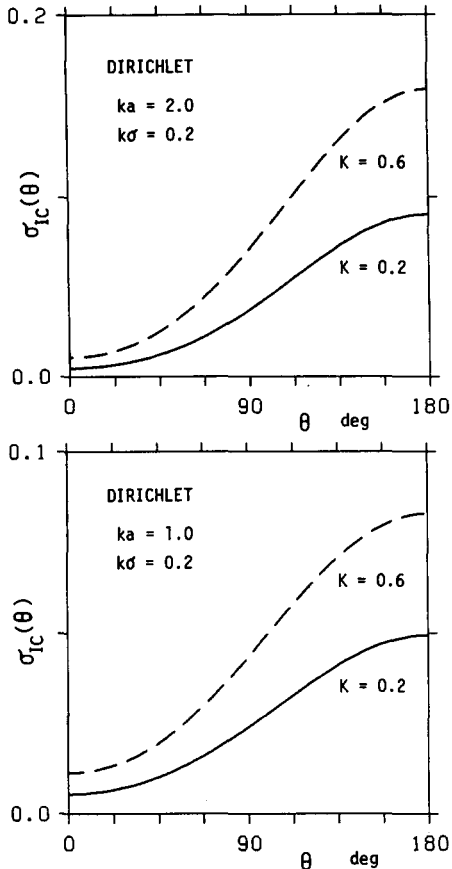 0.2
DIRICHLET
ka = 2.0
kσ = 0.2
σIC(θ)
K = 0.6
K = 0.2
0.0
0 90 180
θ deg
0.1
DIRICHLET
ka = 1.0
kσ = 0.2
σIC(θ)
K = 0.6
K = 0.2
0.0
0 90 180
θ deg